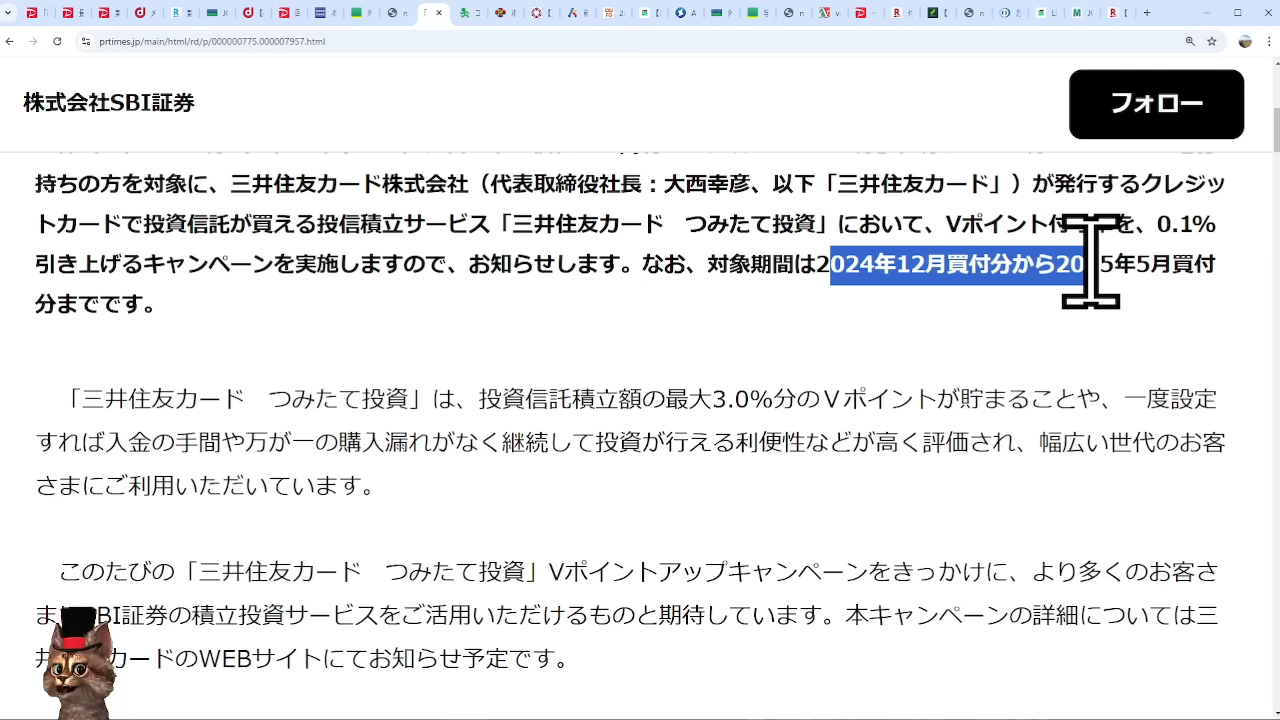 prtimes.jp/main/html/rd/p/000000775.000007957.html
株式会社SBI証券
フォロー
持ちの方を対象に、三井住友カード株式会社（代表取締役社長：大西幸彦、以下「三井住友カード」）が発行するクレジッ
トカードで投資信託が買える投信積立サービス「三井住友カード　つみたて投資」において、Vポイント付 を、0.1%
引き上げるキャンペーンを実施しますので、お知らせします。なお、対象期間は2024年12月買付分から20 5年5月買付
分までです。
「三井住友カード　つみたて投資」は、投資信託積立額の最大3.0%分のＶポイントが貯まることや、一度設定
すれば入金の手間や万が一の購入漏れがなく継続して投資が行える利便性などが高く評価され、幅広い世代のお客
さまにご利用いただいています。
このたびの「三井住友カード　つみたて投資」Vポイントアップキャンペーンをきっかけに、より多くのお客さ
ま BI証券の積立投資サービスをご活用いただけるものと期待しています。本キャンペーンの詳細については三
井 カードのWEBサイトにてお知らせ予定です。